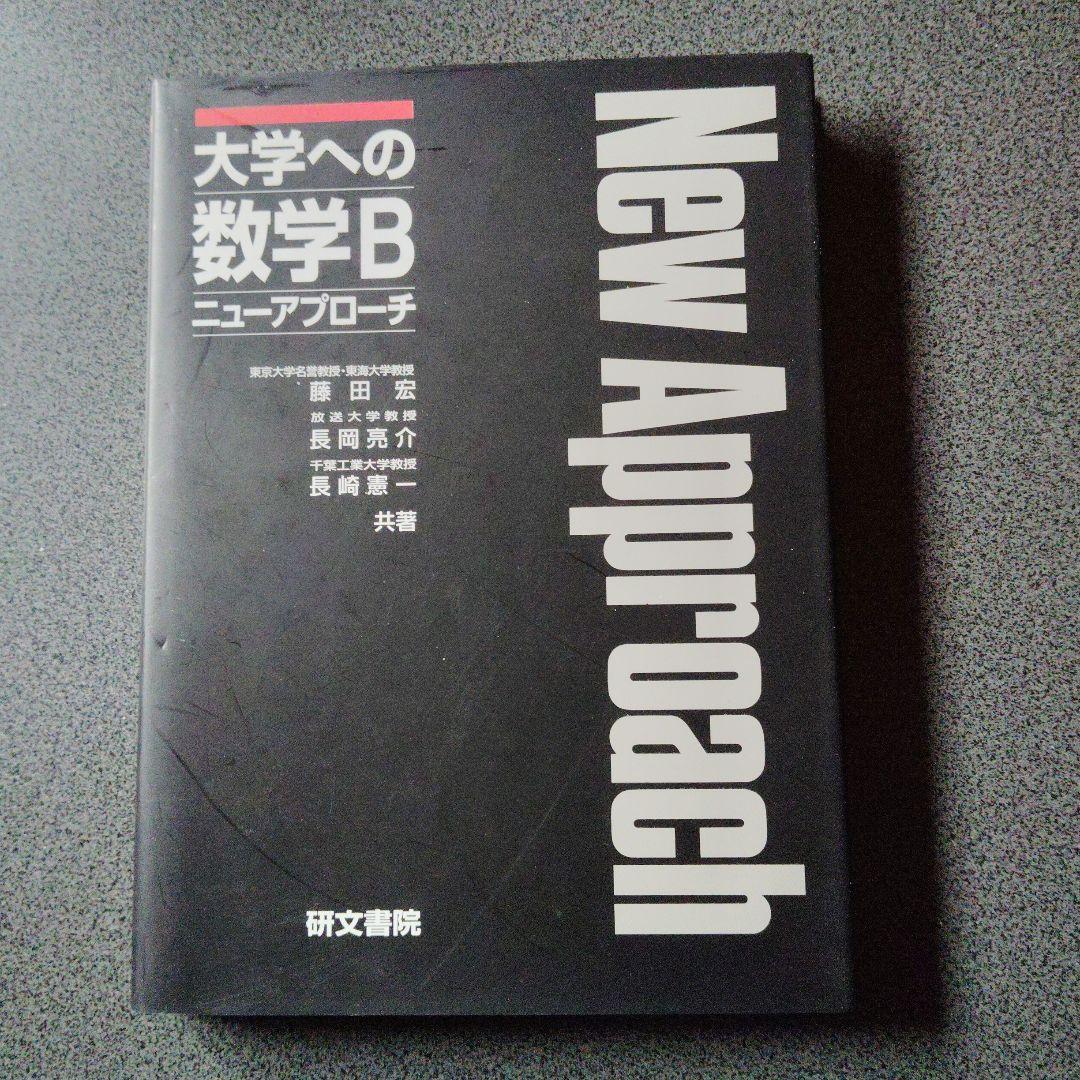 大学への
数学B
ニューアプローチ
東京大学名誉教授・東海大学教授
藤田 宏
放送大学教授
長岡亮介
千葉工業大学教授
長崎憲一
共著
研文書院
New Approach